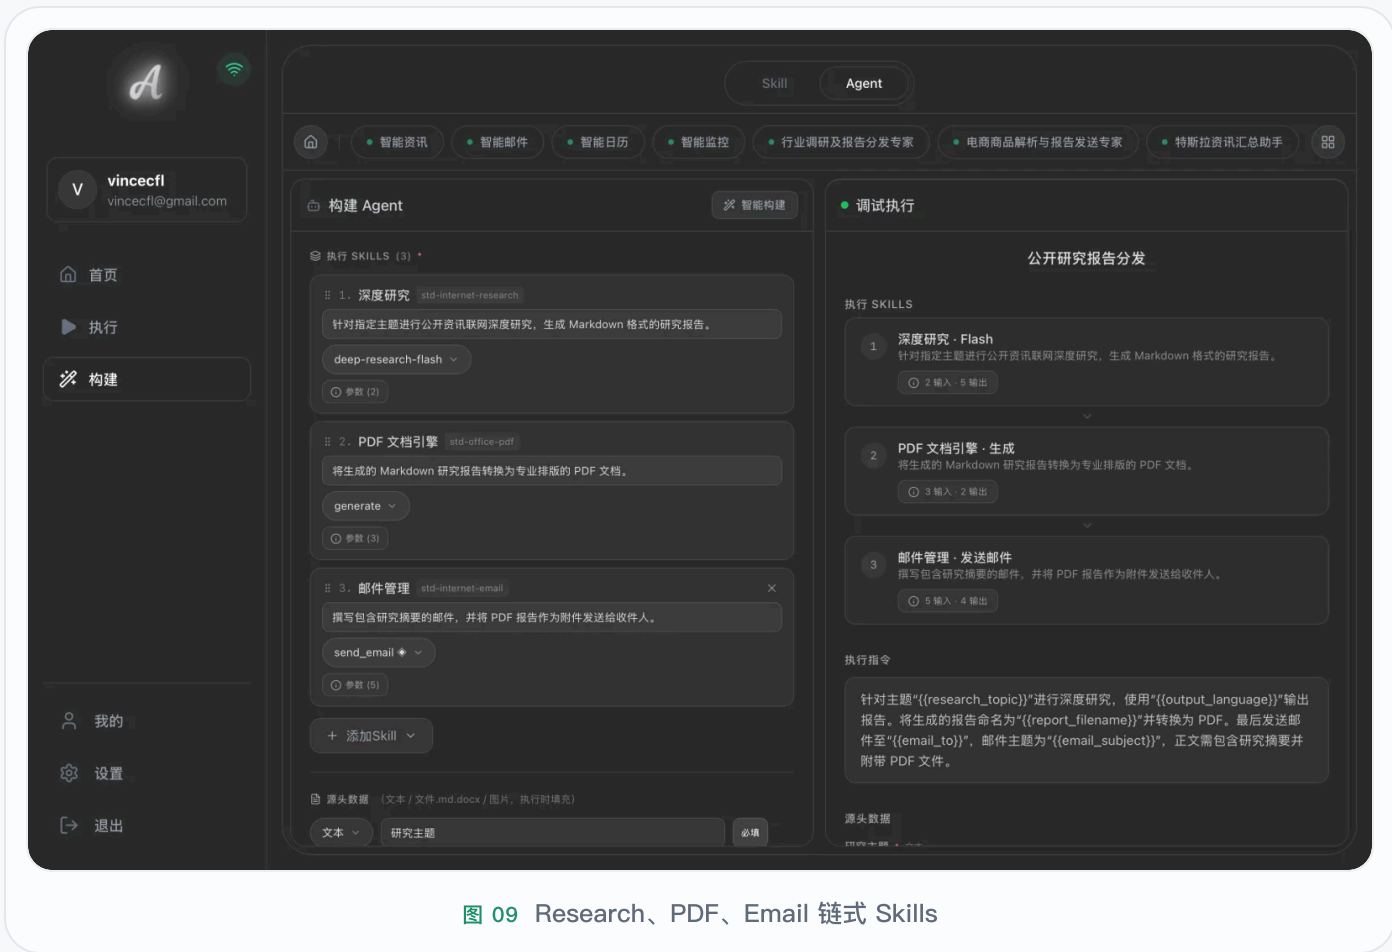 A
V
vincecfl
vincecfl@gmail.com
首页
执行
构建
我的
设置
退出
Skill
Agent
智能资讯
智能邮件
智能日历
智能监控
行业调研及报告分发专家
电商商品解析与报告发送专家
特斯拉资讯汇总助手
构建 Agent
智能构建
执行 SKILLS (3) *
1. 深度研究 std-internet-research
针对指定主题进行公开资讯联网深度研究，生成 Markdown 格式的研究报告。
deep-research-flash
参数 (2)
2. PDF 文档引擎 std-office-pdf
将生成的 Markdown 研究报告转换为专业排版的 PDF 文档。
generate
参数 (3)
3. 邮件管理 std-internet-email
撰写包含研究摘要的邮件，并将 PDF 报告作为附件发送给收件人。
send_email
参数 (5)
+ 添加Skill
源头数据 （文本 / 文件.md.docx / 图片，执行时填充）
文本
研究主题
必填
调试执行
公开研究报告分发
执行 SKILLS
1
深度研究 · Flash
针对指定主题进行公开资讯联网深度研究，生成 Markdown 格式的研究报告。
2 输入 · 5 输出
2
PDF 文档引擎 · 生成
将生成的 Markdown 研究报告转换为专业排版的 PDF 文档。
3 输入 · 2 输出
3
邮件管理 · 发送邮件
撰写包含研究摘要的邮件，并将 PDF 报告作为附件发送给收件人。
5 输入 · 4 输出
执行指令
针对主题“{{research_topic}}”进行深度研究，使用“{{output_language}}”输出
报告。将生成的报告命名为“{{report_filename}}”并转换为 PDF。最后发送邮
件至“{{email_to}}”，邮件主题为“{{email_subject}}”，正文需包含研究摘要并
附带 PDF 文件。
源头数据
图 09 Research、PDF、Email 链式 Skills